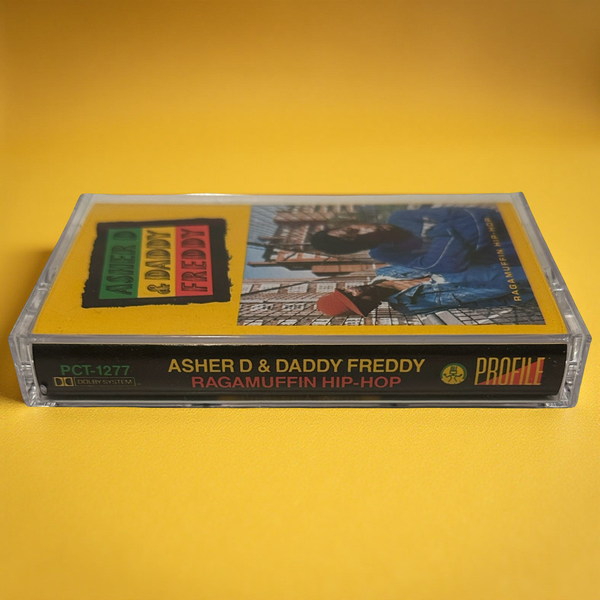 ASHER D
& DADDY
FREDDY
RAGAMUFFIN HIP-HOP
PCT-1277
DOLBY SYSTEM
ASHER D & DADDY FREDDY
RAGAMUFFIN HIP-HOP
PROFILE